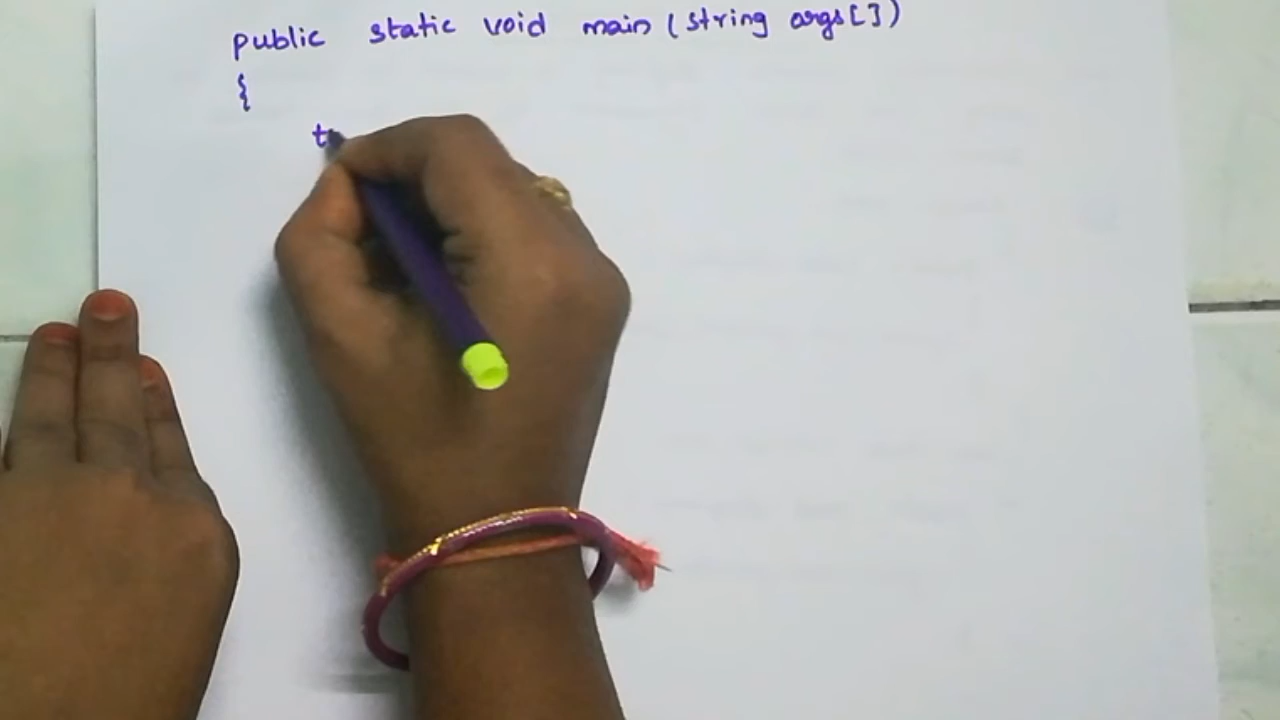 public static void main (string args[])
{
t